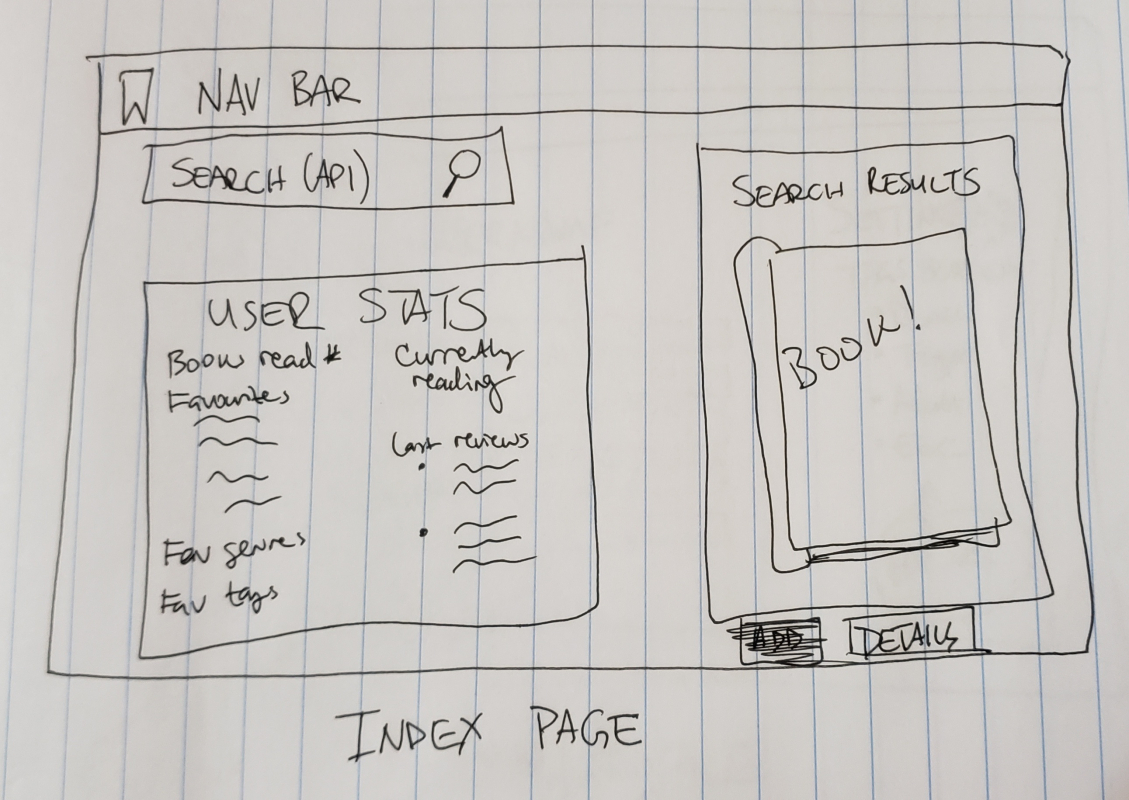 NAV BAR
SEARCH (API)
USER STATS
Book read #
Favourites
Fav genres
Fav tags
Currently
reading
Last reviews
SEARCH RESULTS
BOOK!
ADD
DETAILS
INDEX PAGE